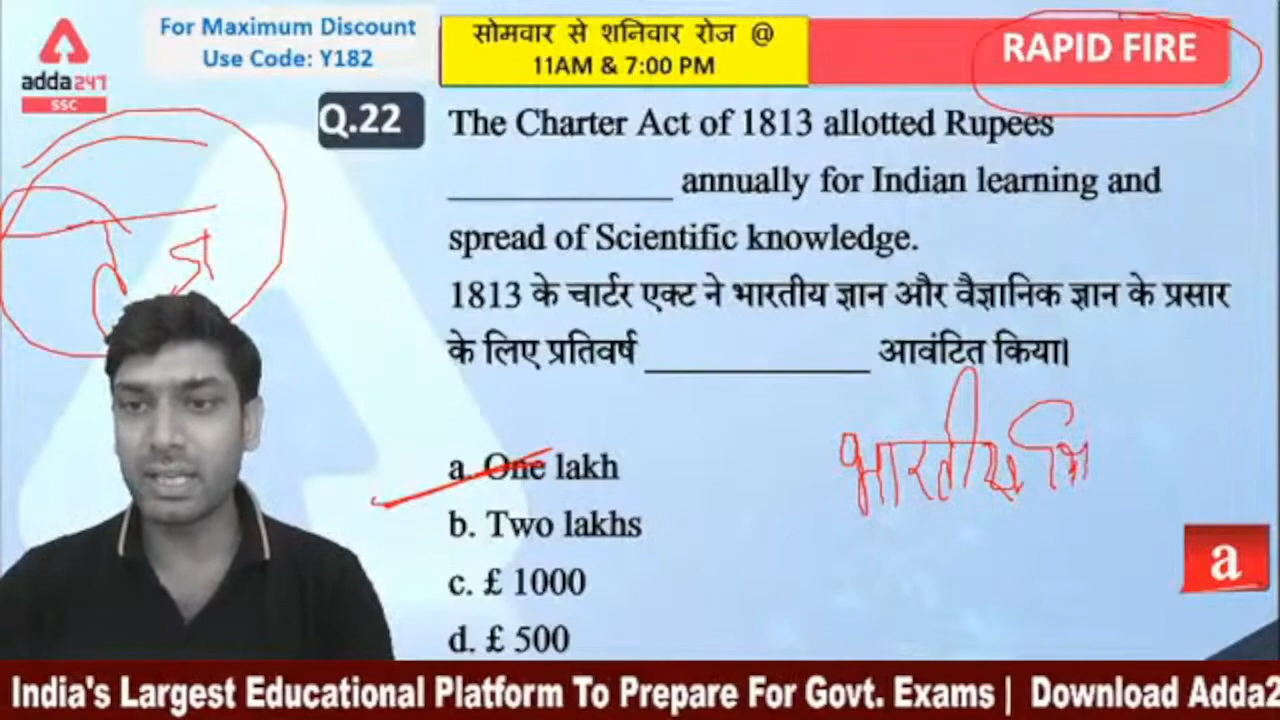 For Maximum Discount
Use Code: Y182
सोमवार से शनिवार रोज @
11AM & 7:00 PM
RAPID FIRE
adda247
SSC
Q.22
The Charter Act of 1813 allotted Rupees
____________ annually for Indian learning and
spread of Scientific knowledge.
1813 के चार्टर एक्ट ने भारतीय ज्ञान और वैज्ञानिक ज्ञान के प्रसार
के लिए प्रतिवर्ष ____________ आवंटित किया।
a. One lakh
भारतीय
b. Two lakhs
c. £ 1000
a
d. £ 500
India's Largest Educational Platform To Prepare For Govt. Exams | Download Adda2